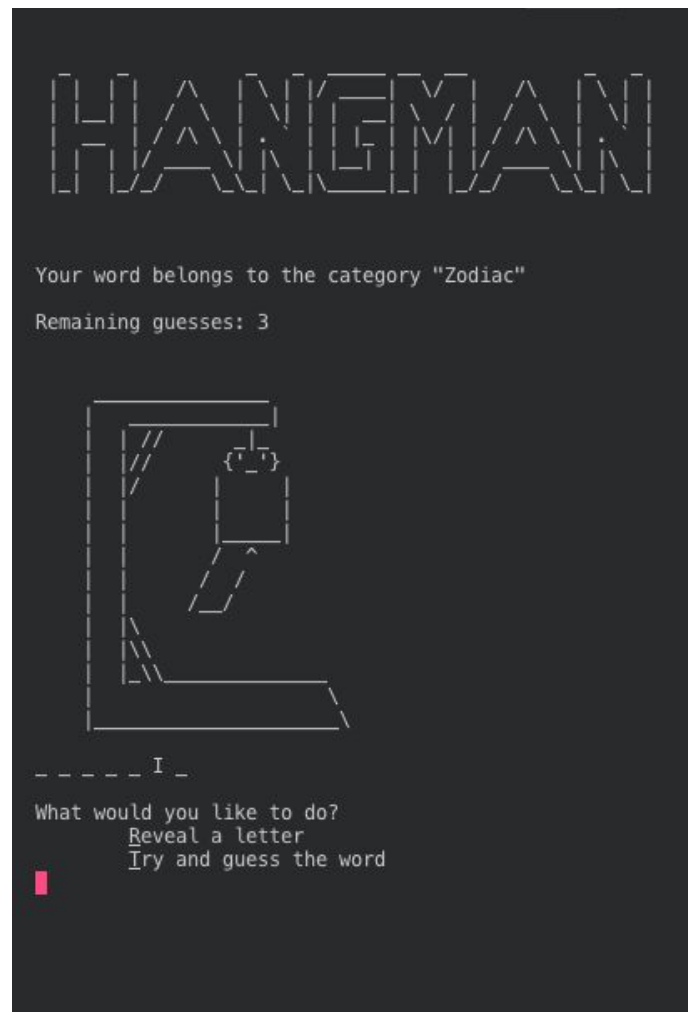 HANGMAN
Your word belongs to the category "Zodiac"
Remaining guesses: 3
{'_'}
_ _ _ _ _ I _
What would you like to do?
Reveal a letter
Try and guess the word